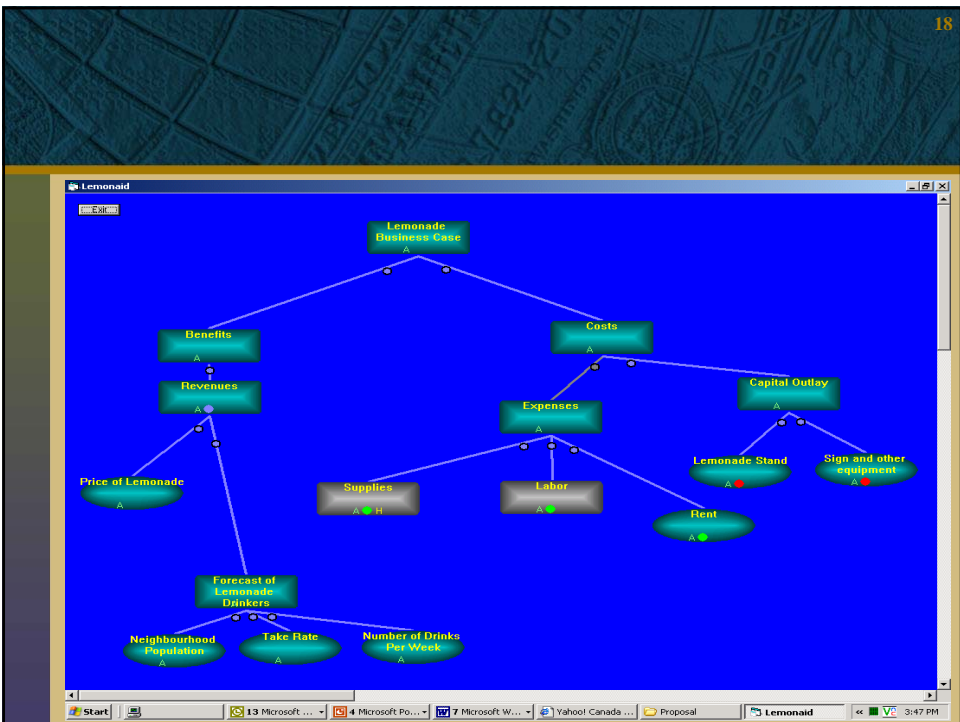 18
Lemonaid
Exit
Lemonade
Business Case
A
Benefits
A
Costs
A
Revenues
A
Capital Outlay
A
Expenses
A
Price of Lemonade
A
Supplies
A H
Labor
A
Lemonade Stand
A
Sign and other
equipment
A
Rent
A
Forecast of
Lemonade
Drinkers
Neighbourhood
Population
A
Take Rate
A
Number of Drinks
Per Week
A
Start
13 Microsoft ...
4 Microsoft Po...
7 Microsoft W...
Yahoo! Canada ...
Proposal
Lemonaid
« 3:47 PM